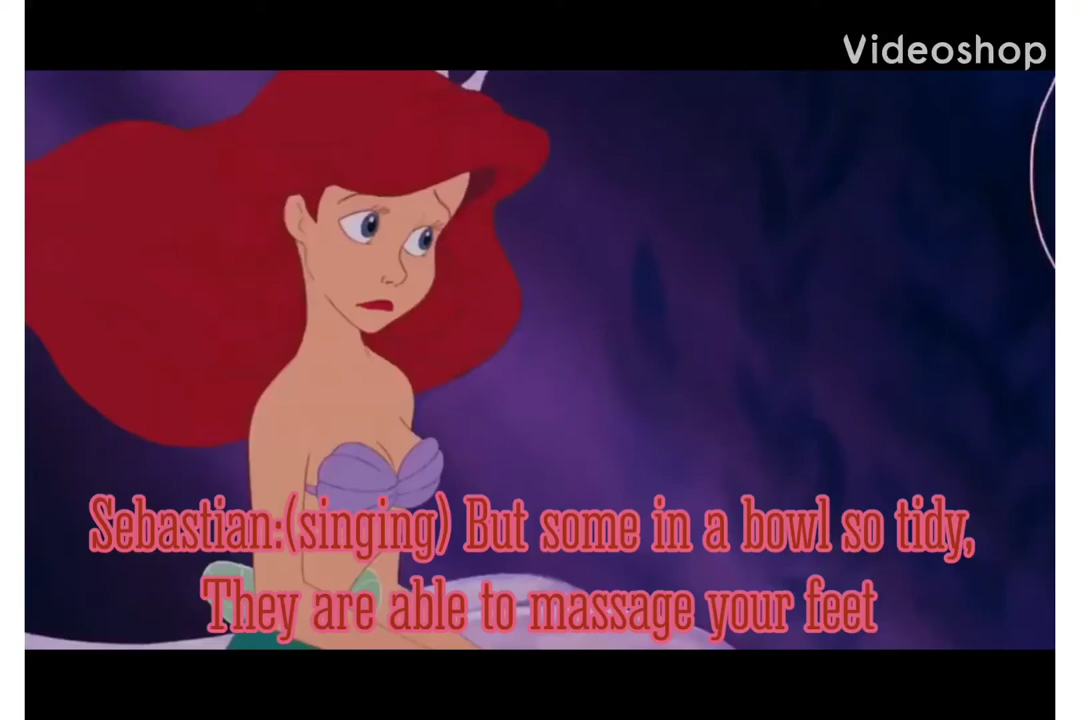 Videoshop
Sebastian:(singing) But some in a bowl so tidy,
They are able to massage your feet